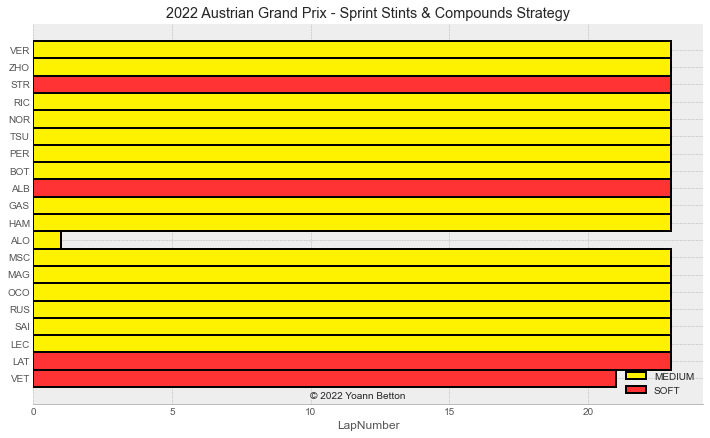 2022 Austrian Grand Prix - Sprint Stints & Compounds Strategy
VER
ZHO
STR
RIC
NOR
TSU
PER
BOT
ALB
GAS
HAM
ALO
MSC
MAG
OCO
RUS
SAI
LEC
LAT
VET
MEDIUM
SOFT
© 2022 Yoann Betton
0 5 10 15 20
LapNumber